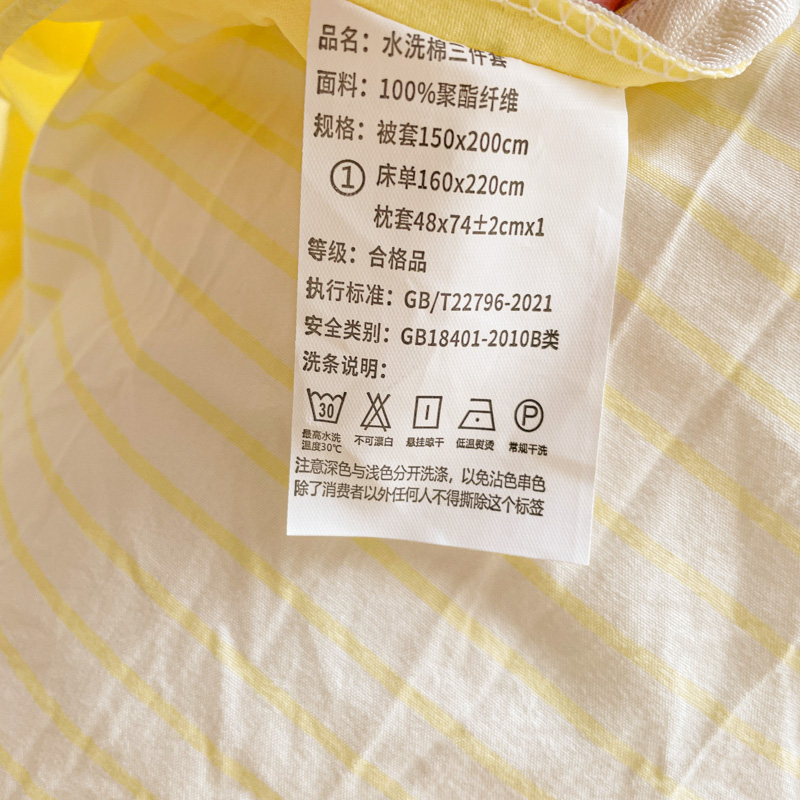 品名：水洗棉三件套
面料：100%聚酯纤维
规格：被套150x200cm
① 床单160x220cm
枕套48x74±2cmx1
等级：合格品
执行标准：GB/T22796-2021
安全类别：GB18401-2010B类
洗条说明：
30 P
最高水洗 不可漂白 悬挂晾干 低温熨烫 常规干洗
温度30℃
注意深色与浅色分开洗涤，以免沾色串色
除了消费者以外任何人不得撕除这个标签